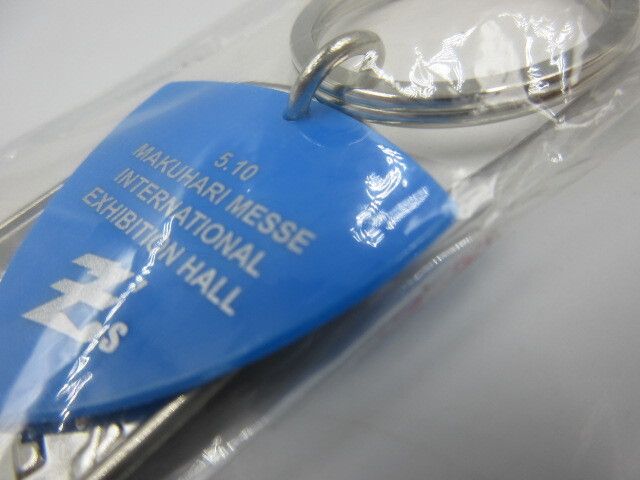 5.10
MAKUHARI MESSE
INTERNATIONAL
EXHIBITION HALL
Z's